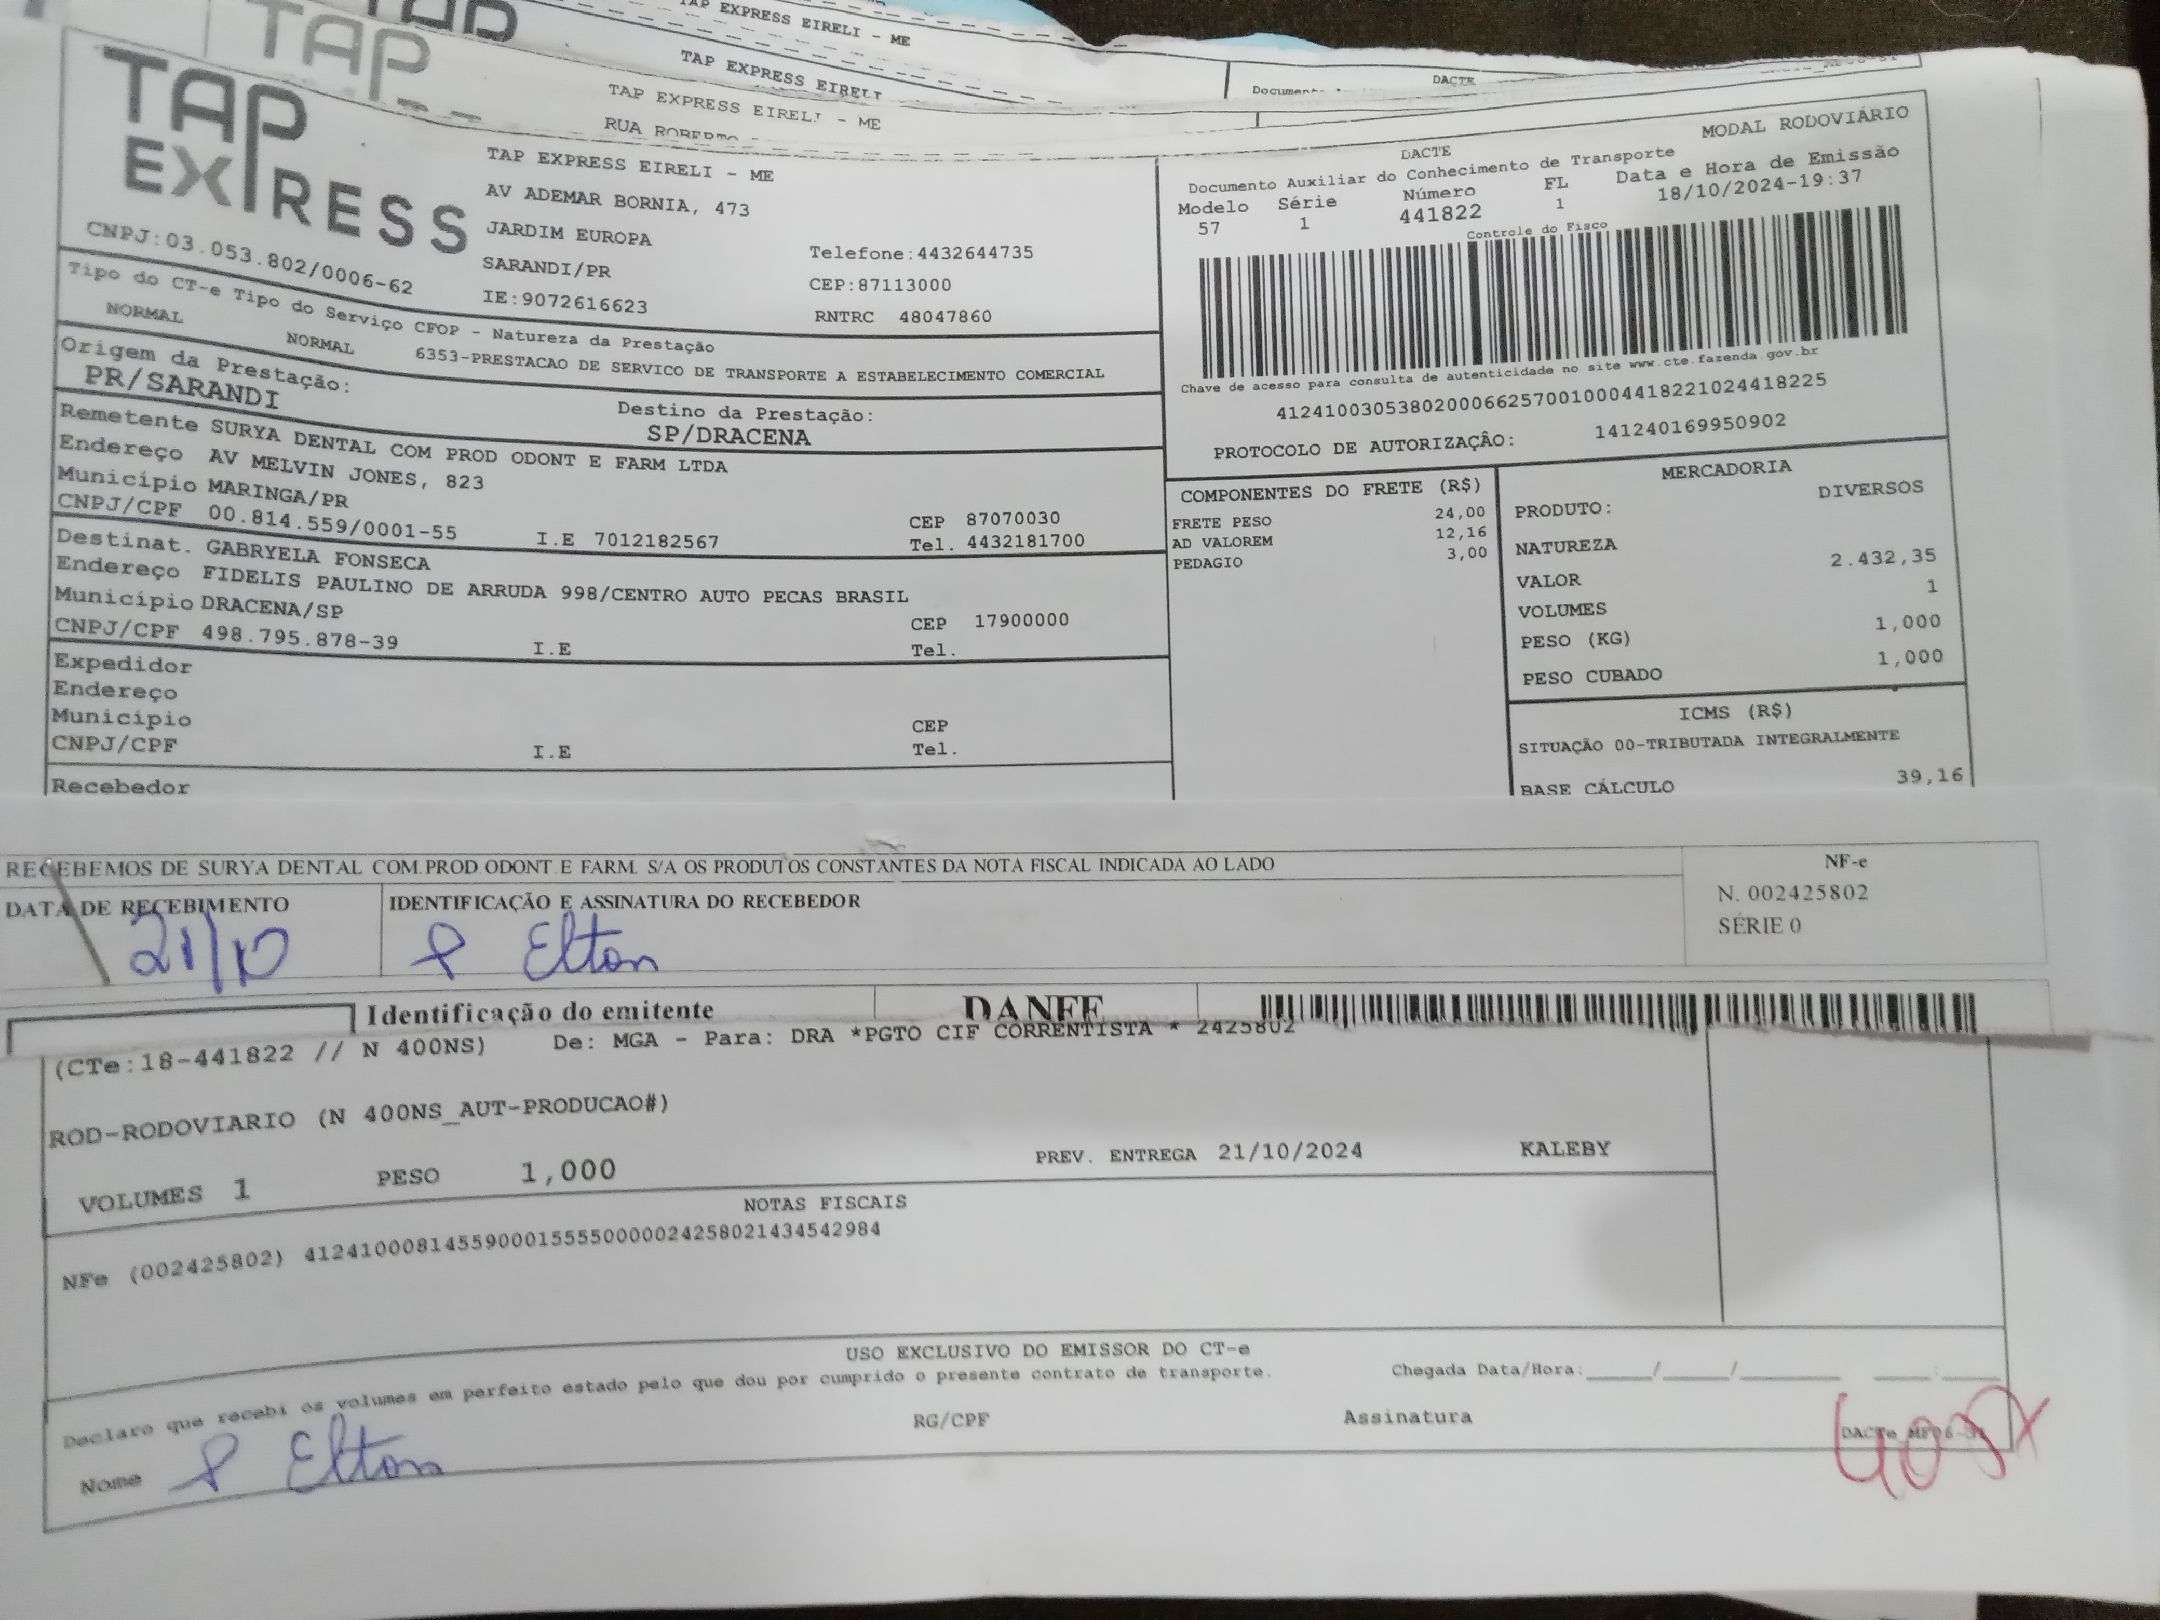 TAP
TAP
TAP EXPRESS EIRELI - ME
TAP EXPRESS EIRELI
TAP EXPRESS EIRELI - ME
RUA ROBERTO
DACTE
TAP EXPRESS
CNPJ:03.053.802/0006-62
TAP EXPRESS EIRELI - ME
AV ADEMAR BORNIA, 473
JARDIM EUROPA
SARANDI/PR
IE:9072616623
Telefone:4432644735
CEP:87113000
RNTRC 48047860
DACTE MODAL RODOVIÁRIO
Documento Auxiliar do Conhecimento de Transporte
Modelo Série Número FL Data e Hora de Emissão
57 1 441822 1 18/10/2024-19:37
Controle do Fisco
Chave de acesso para consulta de autenticidade no site www.cte.fazenda.gov.br
41241003053802000662570010004418221024418225
PROTOCOLO DE AUTORIZAÇÃO: 141240169950902
Tipo do CT-e Tipo do Serviço CFOP - Natureza da Prestação
NORMAL NORMAL 6353-PRESTACAO DE SERVICO DE TRANSPORTE A ESTABELECIMENTO COMERCIAL
Origem da Prestação: Destino da Prestação:
PR/SARANDI SP/DRACENA
Remetente SURYA DENTAL COM PROD ODONT E FARM LTDA
Endereço AV MELVIN JONES, 823
Município MARINGA/PR CEP 87070030
CNPJ/CPF 00.814.559/0001-55 I.E 7012182567 Tel. 4432181700
Destinat. GABRYELA FONSECA
Endereço FIDELIS PAULINO DE ARRUDA 998/CENTRO AUTO PECAS BRASIL
Município DRACENA/SP CEP 17900000
CNPJ/CPF 498.795.878-39 I.E Tel.
Expedidor
Endereço
Município CEP
CNPJ/CPF I.E Tel.
Recebedor
COMPONENTES DO FRETE (R$)
FRETE PESO 24,00
AD VALOREM 12,16
PEDAGIO 3,00
MERCADORIA
PRODUTO: DIVERSOS
NATUREZA
VALOR 2.432,35
VOLUMES 1
PESO (KG) 1,000
PESO CUBADO 1,000
ICMS (R$)
SITUAÇÃO 00-TRIBUTADA INTEGRALMENTE
BASE CÁLCULO 39,16
RECEBEMOS DE SURYA DENTAL COM.PROD.ODONT.E FARM. S/A OS PRODUTOS CONSTANTES DA NOTA FISCAL INDICADA AO LADO
DATA DE RECEBIMENTO IDENTIFICAÇÃO E ASSINATURA DO RECEBEDOR
21/10 Elton
NF-e
N. 002425802
SÉRIE 0
Identificação do emitente DANFE
(CTe:18-441822 // N 400NS) De: MGA - Para: DRA *PGTO CIF CORRENTISTA * 2425802
ROD-RODOVIARIO (N 400NS_AUT-PRODUCAO#)
VOLUMES 1 PESO 1,000 PREV. ENTREGA 21/10/2024 KALEBY
NOTAS FISCAIS
NFe (002425802) 41241000814559000155550000024258021434542984
USO EXCLUSIVO DO EMISSOR DO CT-e
Declaro que recebi os volumes em perfeito estado pelo que dou por cumprido o presente contrato de transporte. Chegada Data/Hora:_____/_____/_______ ____:____
Nome Elton RG/CPF Assinatura